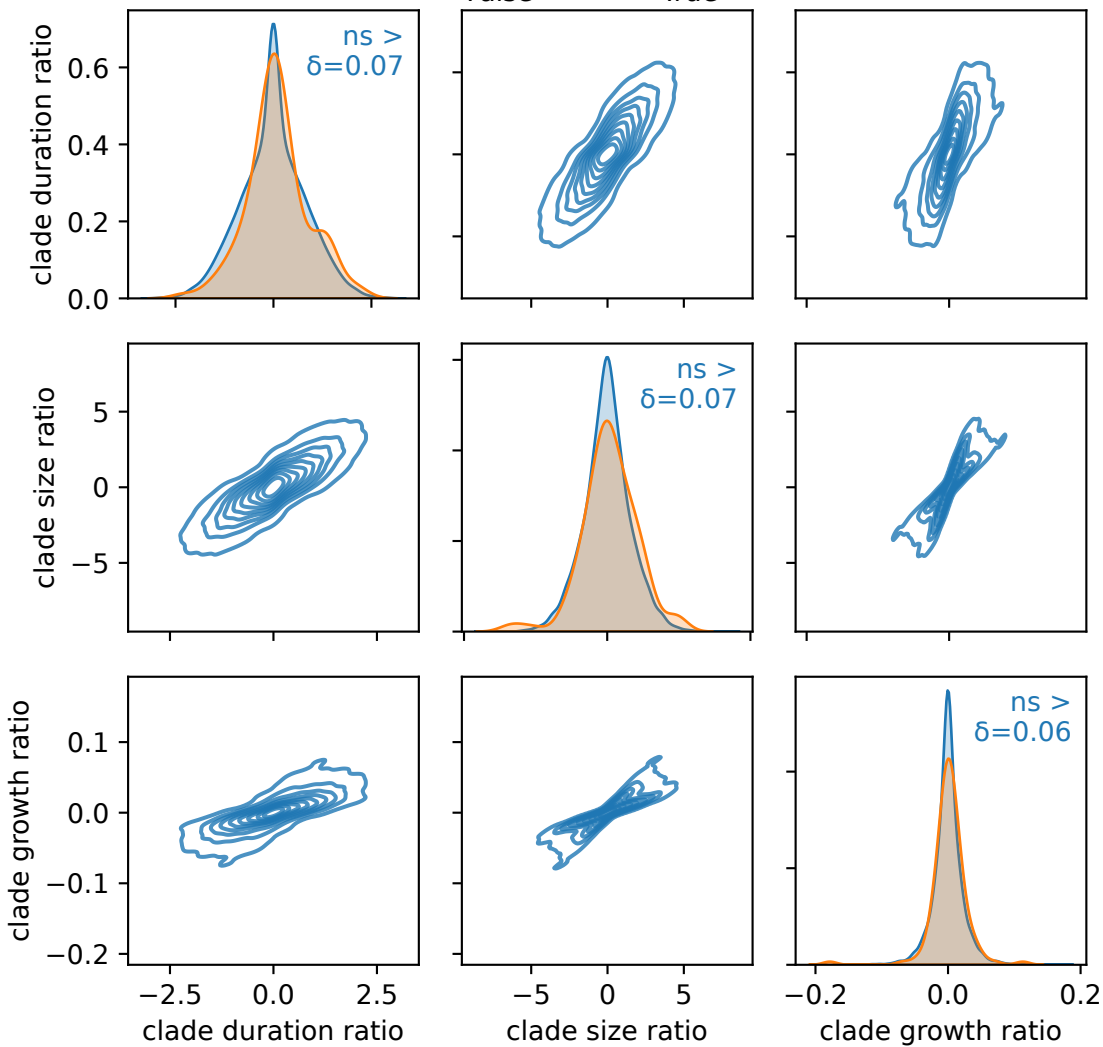 clade duration ratio
0.6
0.4
0.2
0.0
ns >
δ=0.07
clade size ratio
5
0
−5
ns >
δ=0.07
clade growth ratio
0.1
0.0
−0.1
−0.2
ns >
δ=0.06
−2.5 0.0 2.5
−5 0 5
−0.2 0.0 0.2
clade duration ratio
clade size ratio
clade growth ratio